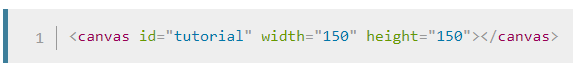 1 <canvas id="tutorial" width="150" height="150"></canvas>